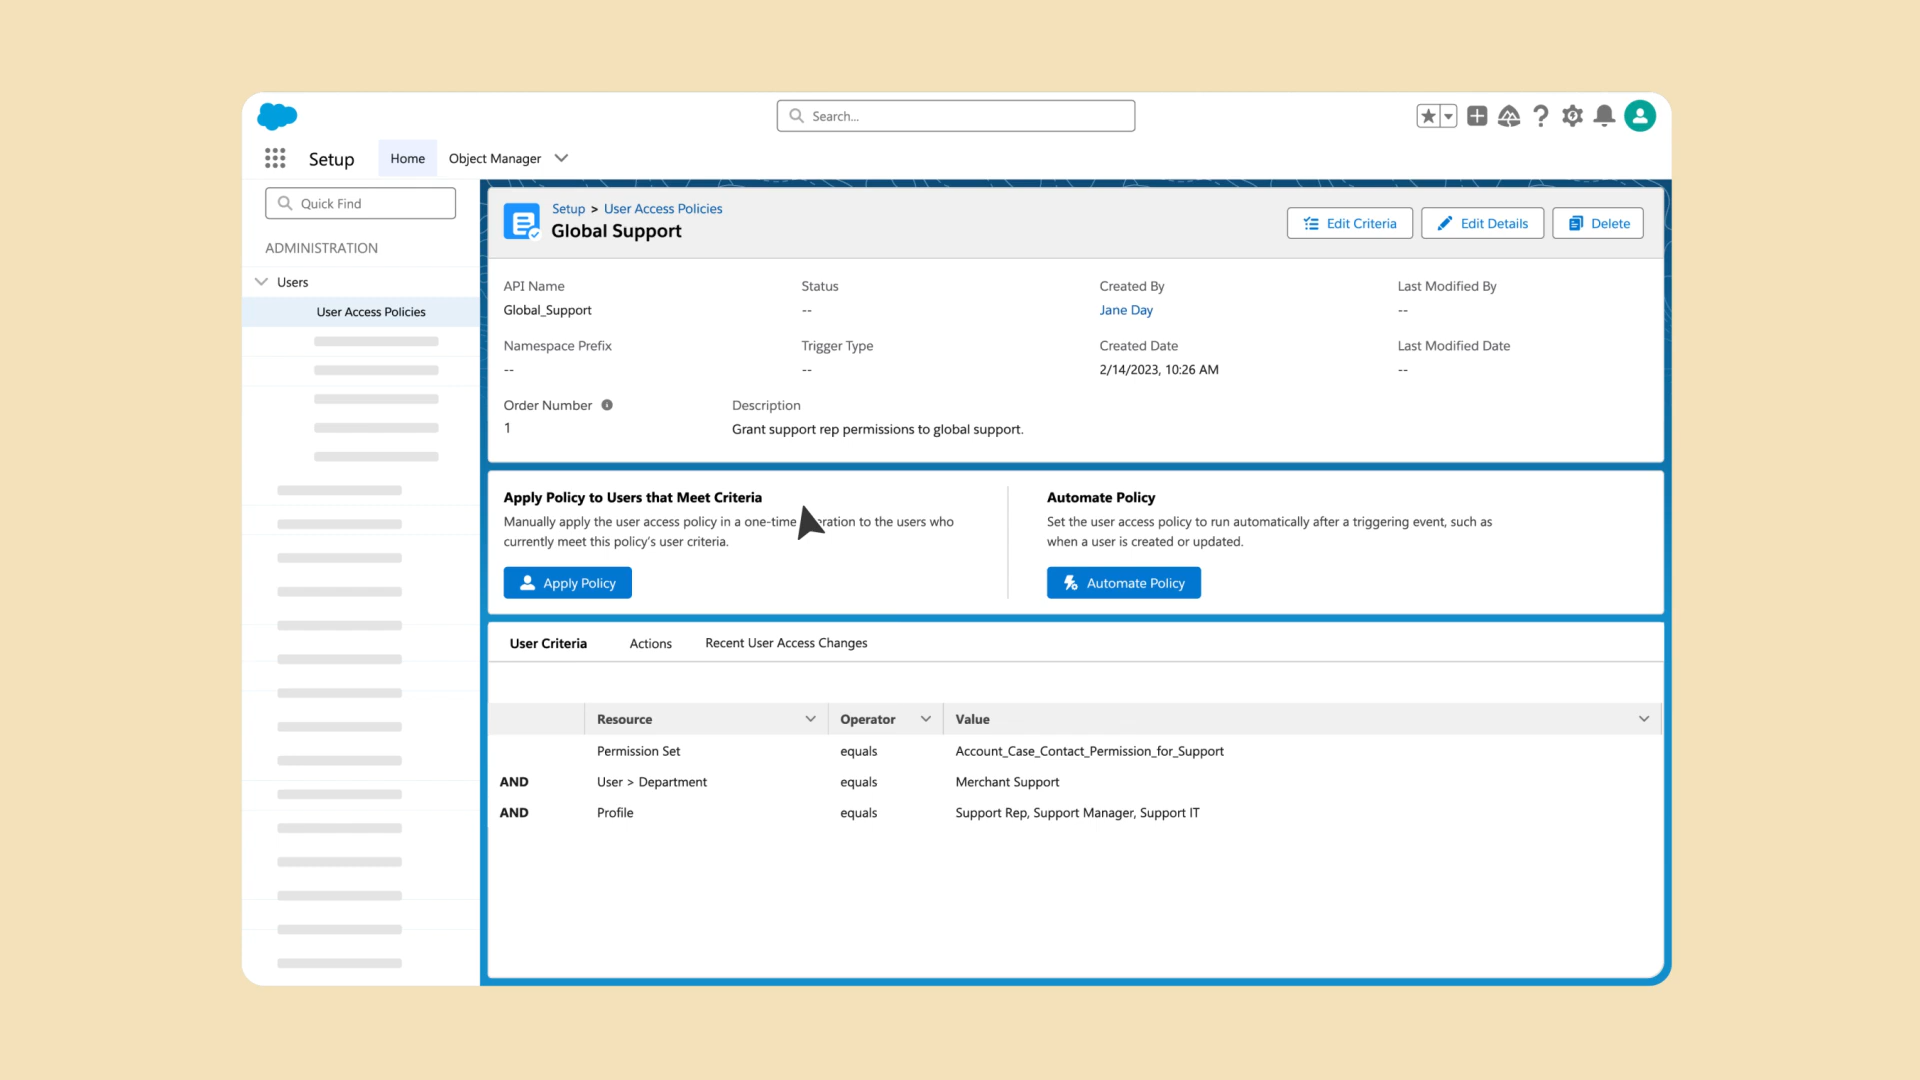 Search...
Setup
Home
Object Manager
Quick Find
ADMINISTRATION
Users
User Access Policies
Setup > User Access Policies
Global Support
Edit Criteria
Edit Details
Delete
API Name
Global_Support
Status
--
Created By
Jane Day
Last Modified By
--
Namespace Prefix
--
Trigger Type
--
Created Date
2/14/2023, 10:26 AM
Last Modified Date
--
Order Number
1
Description
Grant support rep permissions to global support.
Apply Policy to Users that Meet Criteria
Manually apply the user access policy in a one-time eration to the users who
currently meet this policy's user criteria.
Apply Policy
Automate Policy
Set the user access policy to run automatically after a triggering event, such as
when a user is created or updated.
Automate Policy
User Criteria
Actions
Recent User Access Changes
Resource Operator Value
Permission Set equals Account_Case_Contact_Permission_for_Support
AND User > Department equals Merchant Support
AND Profile equals Support Rep, Support Manager, Support IT